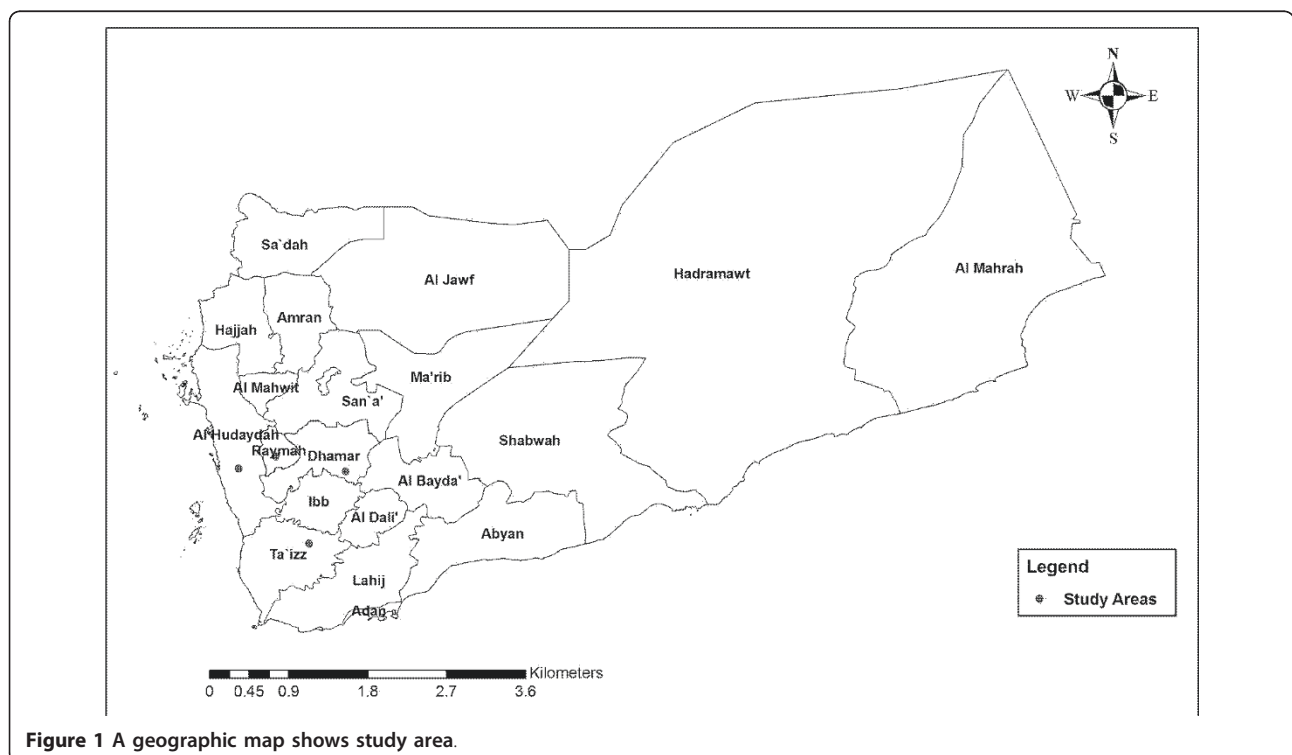 N
W E
S
Sa`dah
Al Jawf
Hadramawt
Al Mahrah
Hajjah
Amran
Ma'rib
Al Mahwit
San`a'
Al Hudaydah
Raymah
Dhamar
Shabwah
Al Bayda'
Ibb
Al Dali'
Abyan
Ta`izz
Lahij
Adan
Legend
Study Areas
Kilometers
0 0.45 0.9 1.8 2.7 3.6
Figure 1 A geographic map shows study area.